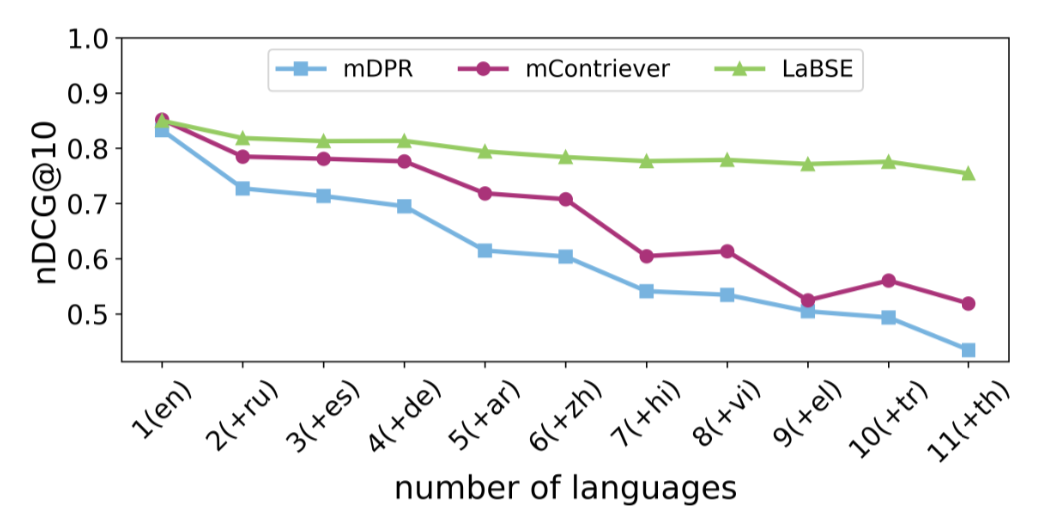 mDPR mContriever LaBSE
nDCG@10
1.0
0.9
0.8
0.7
0.6
0.5
1(en) 2(+ru) 3(+es) 4(+de) 5(+ar) 6(+zh) 7(+hi) 8(+vi) 9(+el) 10(+tr) 11(+th)
number of languages